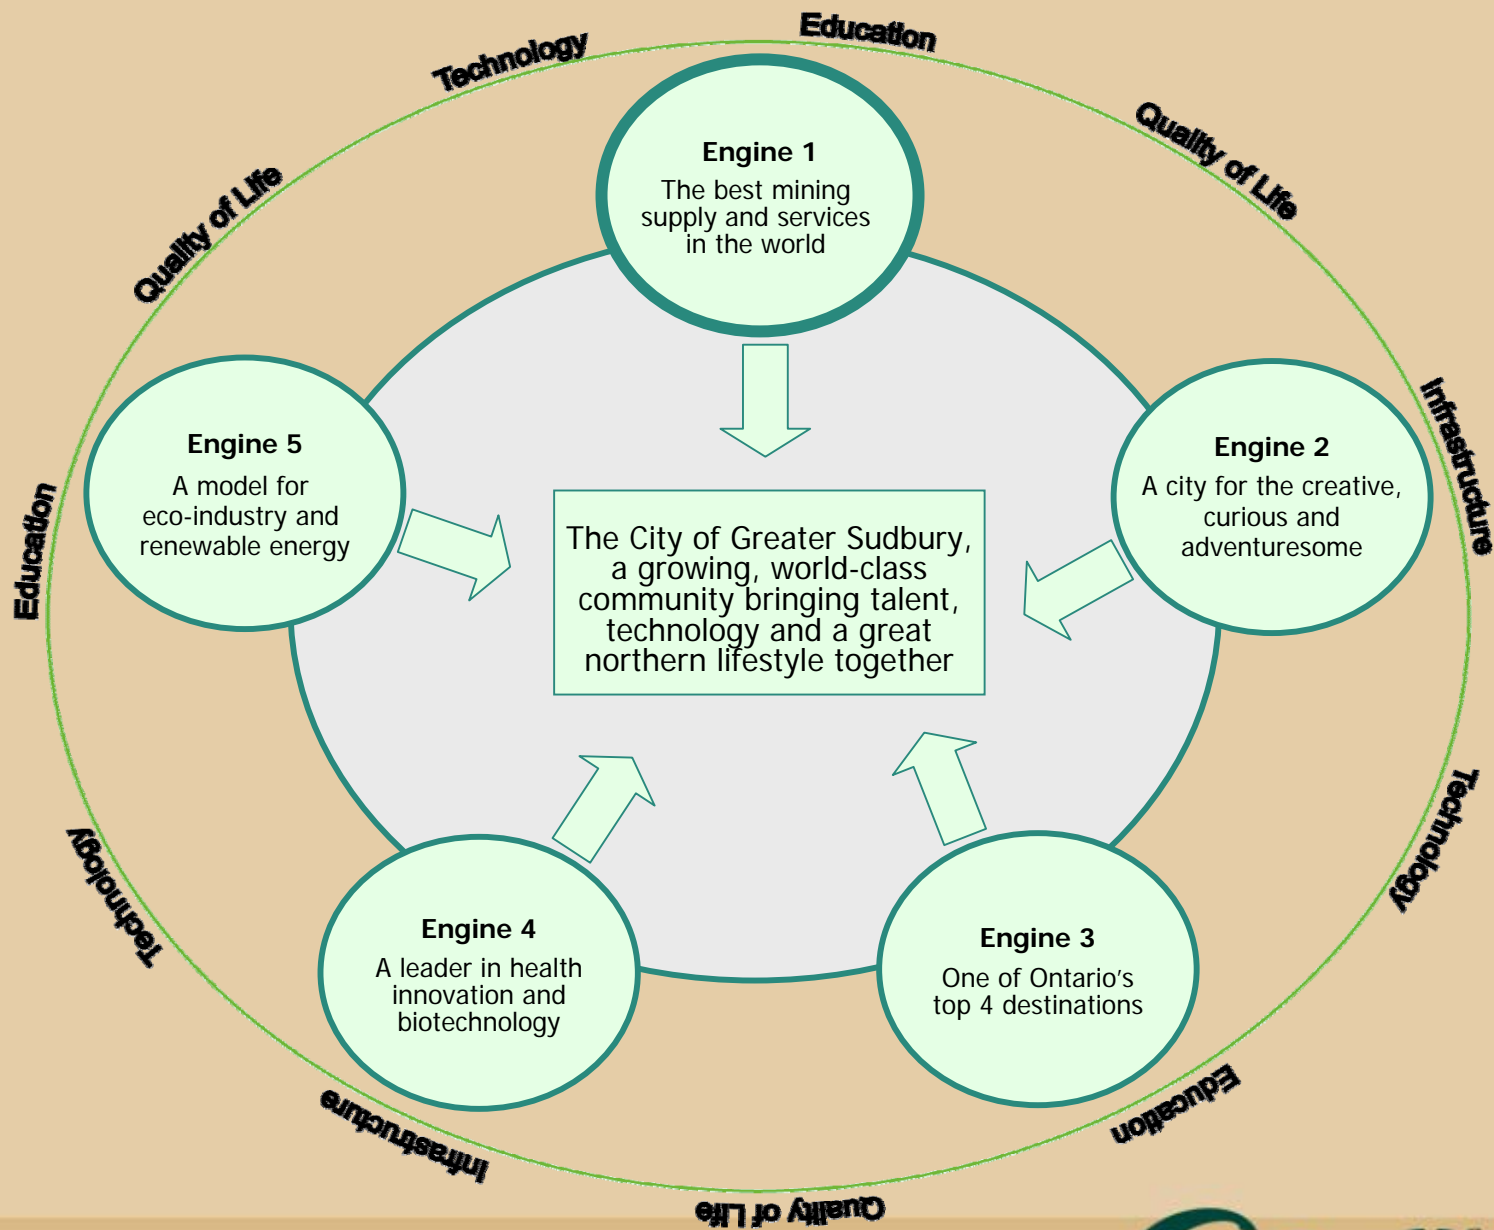 Education
Quality of Life
Infrastructure
Technology
Education
Quality of Life
Infrastructure
Technology
Education
Quality of Life
Technology
Engine 1
The best mining
supply and services
in the world
Engine 2
A city for the creative,
curious and
adventuresome
Engine 3
One of Ontario's
top 4 destinations
Engine 4
A leader in health
innovation and
biotechnology
Engine 5
A model for
eco-industry and
renewable energy
The City of Greater Sudbury,
a growing, world-class
community bringing talent,
technology and a great
northern lifestyle together